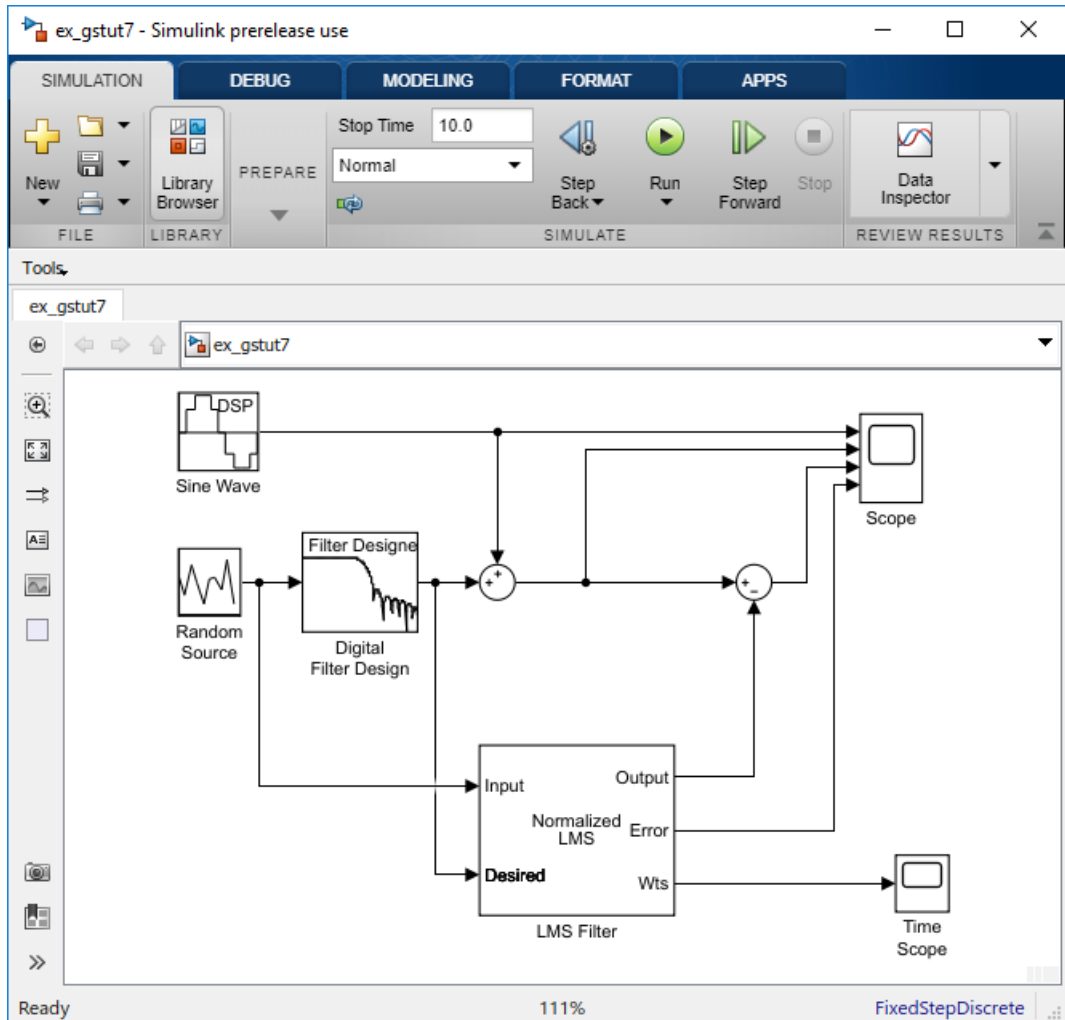 ex_gstut7 - Simulink prerelease use
SIMULATION DEBUG MODELING FORMAT APPS
New
FILE
Library
Browser
LIBRARY
PREPARE
Stop Time 10.0
Normal
Step
Back
Run
Step
Forward
Stop
SIMULATE
Data
Inspector
REVIEW RESULTS
Tools
ex_gstut7
ex_gstut7
DSP
Sine Wave
Scope
Random
Source
Filter Designe
Digital
Filter Design
+
+
+
-
Input
Desired
Normalized
LMS
Output
Error
Wts
LMS Filter
Time
Scope
Ready 111% FixedStepDiscrete